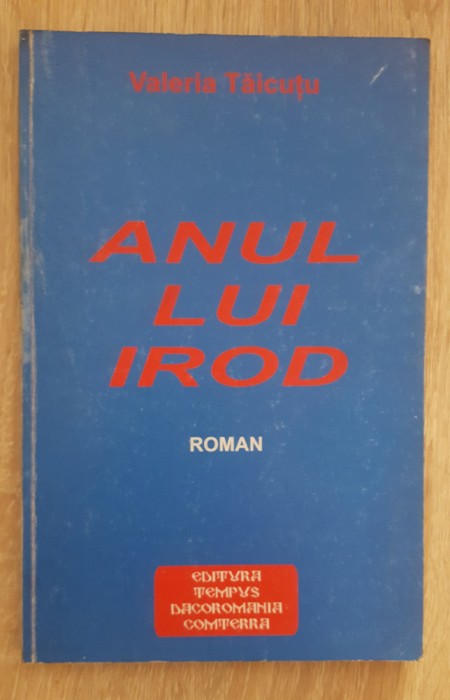 Valeria Tăicuțu
ANUL
LUI
IROD
ROMAN
EDITURA
TEMPUS
DACOROMANIA
COMTERRA